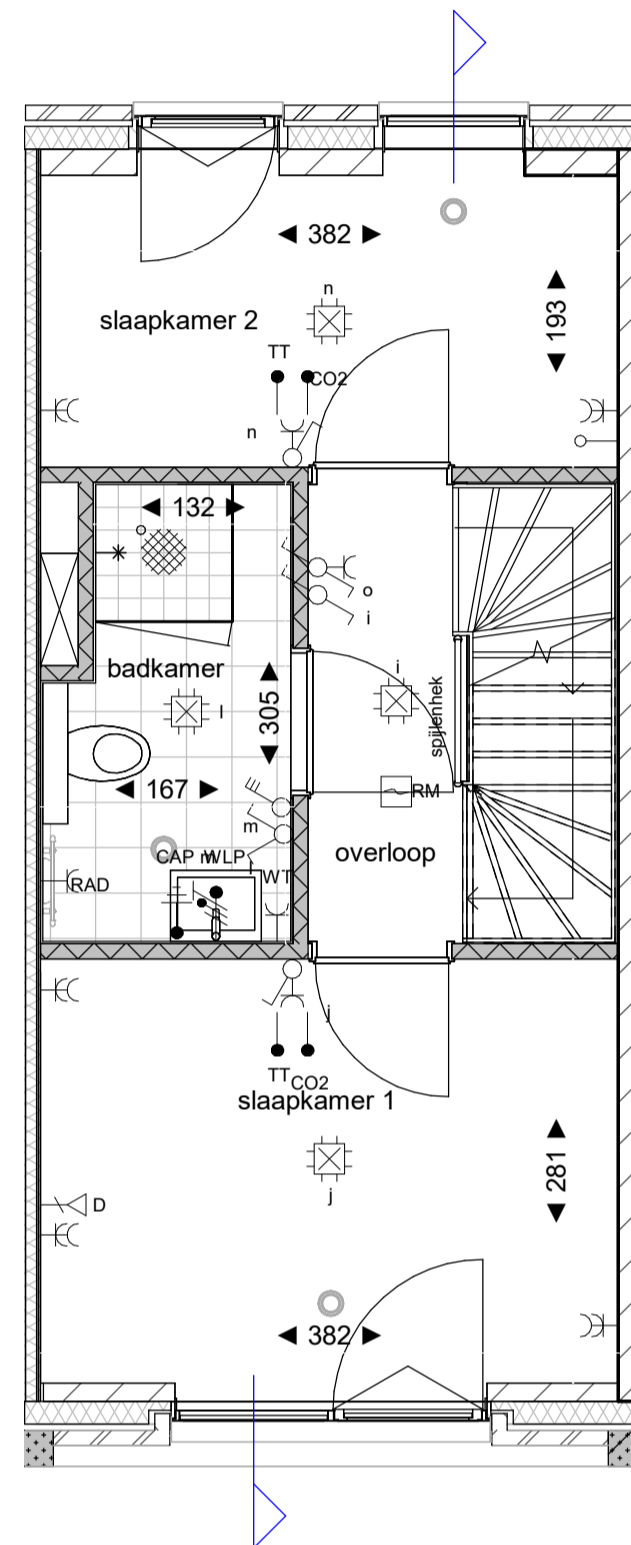 382
n
193
slaapkamer 2
TT
CO2
n
132
o
i
badkamer
i
l
305
spijlenhek
167
RM
m
overloop
CAP m WLP
l
RAD
WT
j
TT
CO2
slaapkamer 1
281
j
D
382